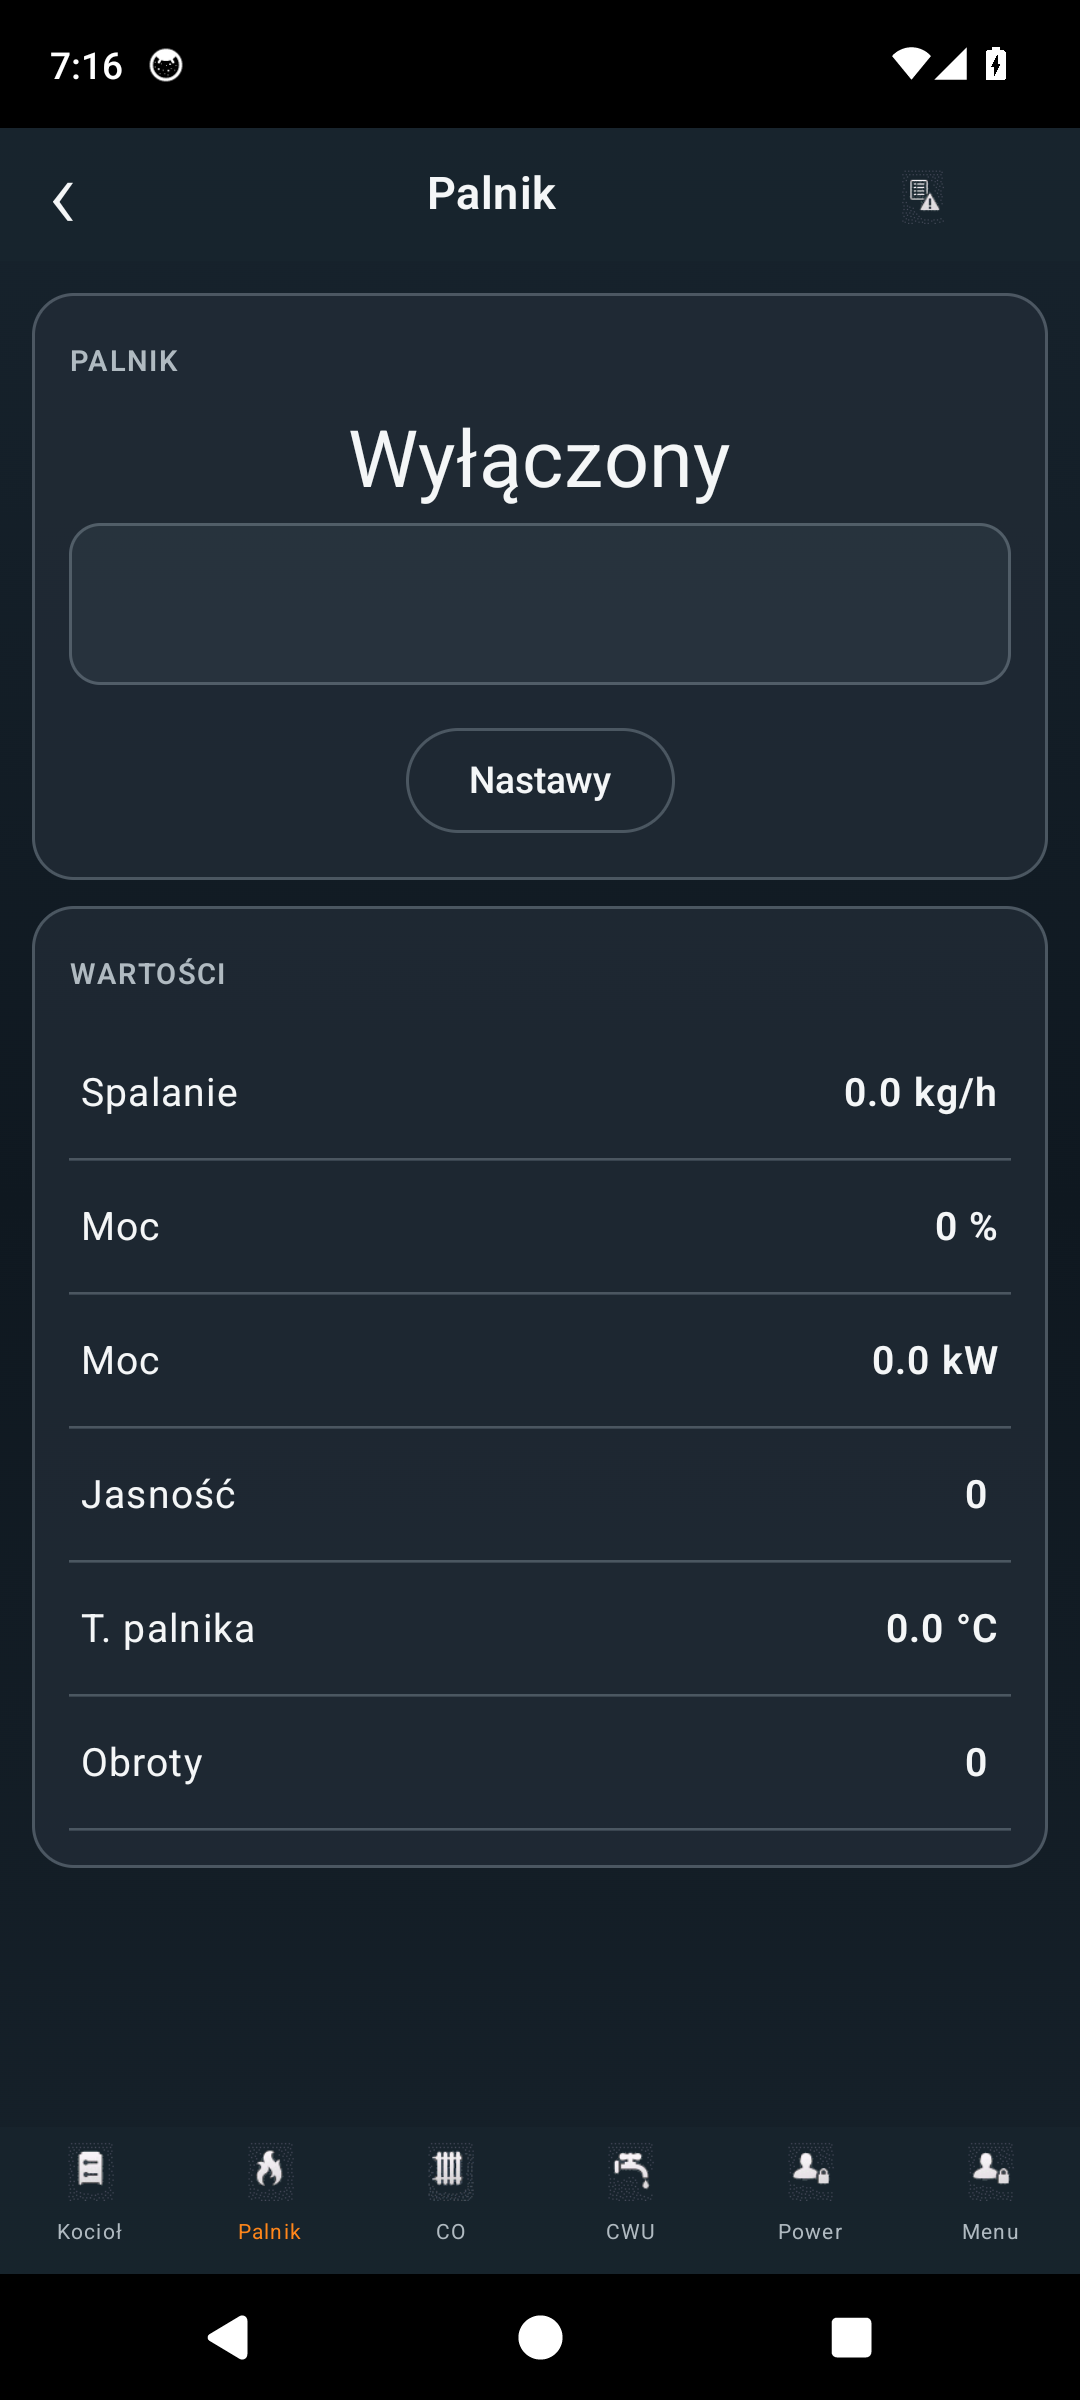 7:16
Palnik
PALNIK
Wyłączony
Nastawy
WARTOŚCI
Spalanie 0.0 kg/h
Moc 0 %
Moc 0.0 kW
Jasność 0
T. palnika 0.0 °C
Obroty 0
Kocioł Palnik CO CWU Power Menu